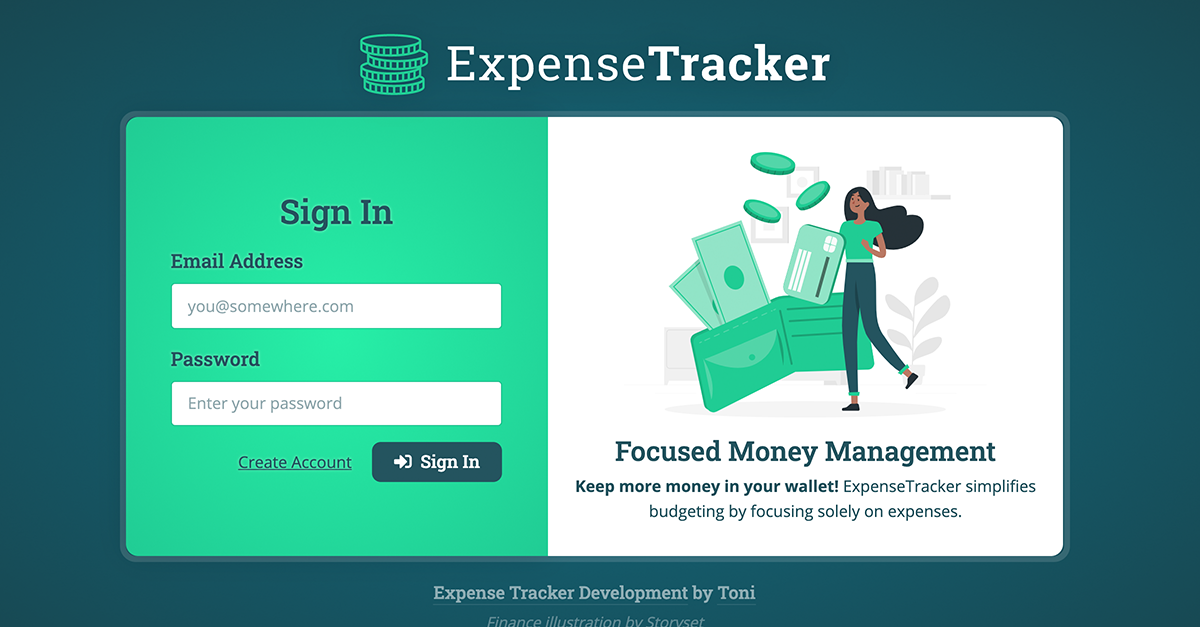 ExpenseTracker
Sign In
Email Address
you@somewhere.com
Password
Enter your password
Create Account
Sign In
Focused Money Management
Keep more money in your wallet! ExpenseTracker simplifies
budgeting by focusing solely on expenses.
Expense Tracker Development by Toni
Finance illustration by Storyset